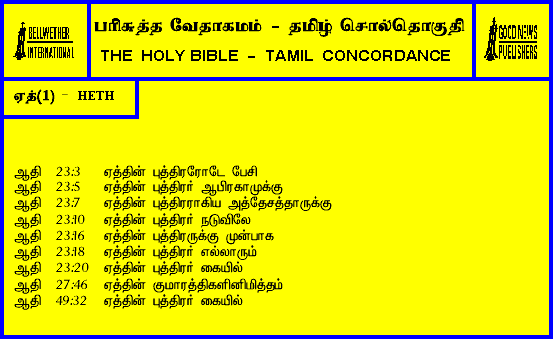 BELLWETHER
INTERNATIONAL
பரிசுத்த வேதாகமம் - தமிழ் சொல்தொகுதி
THE HOLY BIBLE - TAMIL CONCORDANCE
GOOD NEWS
PUBLISHERS
ஏத்(1) - HETH
ஆதி 23:3 ஏத்தின் புத்திரரோடே பேசி
ஆதி 23:5 ஏத்தின் புத்திரர் ஆபிரகாமுக்கு
ஆதி 23:7 ஏத்தின் புத்திரராகிய அத்தேசத்தாருக்கு
ஆதி 23:10 ஏத்தின் புத்திரர் நடுவிலே
ஆதி 23:16 ஏத்தின் புத்திரருக்கு முன்பாக
ஆதி 23:18 ஏத்தின் புத்திரர் எல்லாரும்
ஆதி 23:20 ஏத்தின் புத்திரர் கையில்
ஆதி 27:46 ஏத்தின் குமாரத்திகளினிமித்தம்
ஆதி 49:32 ஏத்தின் புத்திரர் கையில்